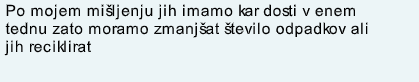 Po mojem mišljenju jih imamo kar dosti v enem
tednu zato moramo zmanjšat število odpadkov ali
jih reciklirat